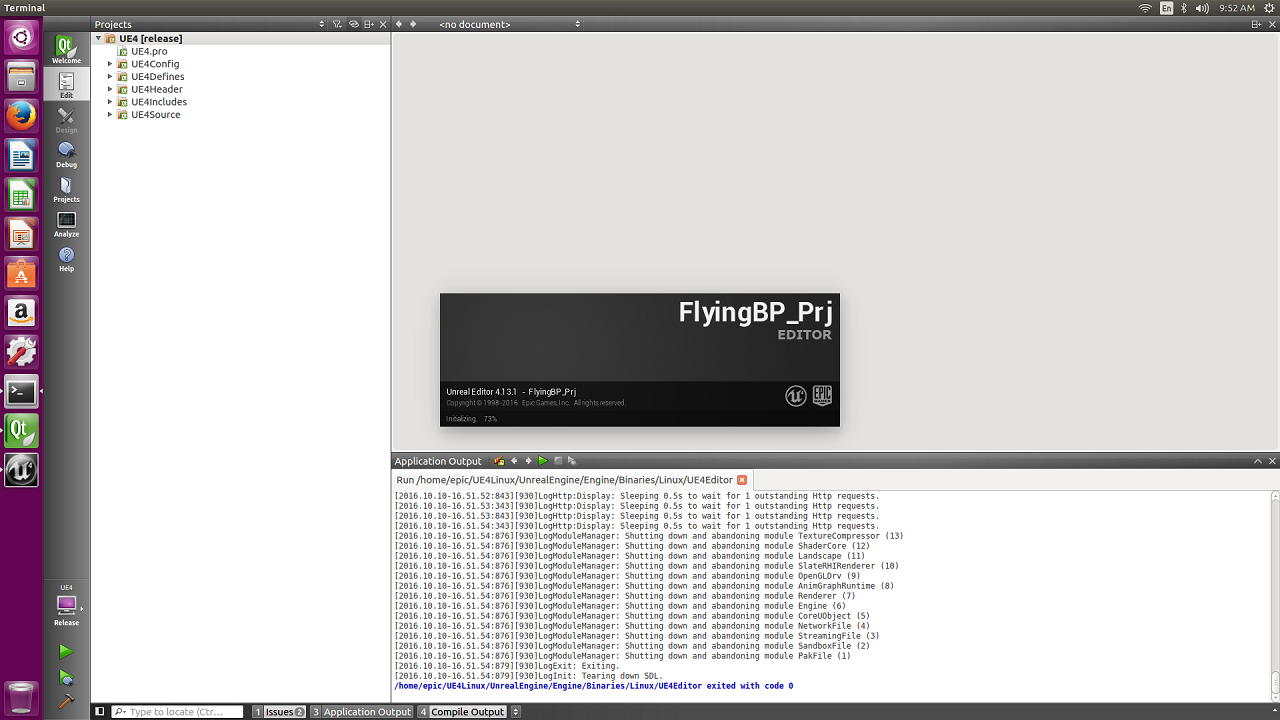 Terminal
En
9:52 AM
Projects
<no document>
Welcome
Edit
Design
Debug
Projects
Analyze
Help
UE4 [release]
UE4.pro
UE4Config
UE4Defines
UE4Header
UE4Includes
UE4Source
FlyingBP_Prj
EDITOR
Unreal Editor 4.13.1 - FlyingBP_Prj
Copyright © 1998-2016 Epic Games, Inc. All rights reserved.
Initializing. 73%
EPIC
GAMES
Application Output
Run /home/epic/UE4Linux/UnrealEngine/Engine/Binaries/Linux/UE4Editor
[2016.10.10-16.51.52:843][930]LogHttp:Display: Sleeping 0.5s to wait for 1 outstanding Http requests.
[2016.10.10-16.51.53:343][930]LogHttp:Display: Sleeping 0.5s to wait for 1 outstanding Http requests.
[2016.10.10-16.51.53:843][930]LogHttp:Display: Sleeping 0.5s to wait for 1 outstanding Http requests.
[2016.10.10-16.51.54:343][930]LogHttp:Display: Sleeping 0.5s to wait for 1 outstanding Http requests.
[2016.10.10-16.51.54:876][930]LogModuleManager: Shutting down and abandoning module TextureCompressor (13)
[2016.10.10-16.51.54:876][930]LogModuleManager: Shutting down and abandoning module ShaderCore (12)
[2016.10.10-16.51.54:876][930]LogModuleManager: Shutting down and abandoning module Landscape (11)
[2016.10.10-16.51.54:876][930]LogModuleManager: Shutting down and abandoning module SlateRHIRenderer (10)
[2016.10.10-16.51.54:876][930]LogModuleManager: Shutting down and abandoning module OpenGLDrv (9)
[2016.10.10-16.51.54:876][930]LogModuleManager: Shutting down and abandoning module AnimGraphRuntime (8)
[2016.10.10-16.51.54:876][930]LogModuleManager: Shutting down and abandoning module Renderer (7)
[2016.10.10-16.51.54:876][930]LogModuleManager: Shutting down and abandoning module Engine (6)
[2016.10.10-16.51.54:876][930]LogModuleManager: Shutting down and abandoning module CoreUObject (5)
[2016.10.10-16.51.54:876][930]LogModuleManager: Shutting down and abandoning module NetworkFile (4)
[2016.10.10-16.51.54:876][930]LogModuleManager: Shutting down and abandoning module StreamingFile (3)
[2016.10.10-16.51.54:876][930]LogModuleManager: Shutting down and abandoning module SandboxFile (2)
[2016.10.10-16.51.54:876][930]LogModuleManager: Shutting down and abandoning module PakFile (1)
[2016.10.10-16.51.54:879][930]LogExit: Exiting.
[2016.10.10-16.51.54:879][930]LogInit: Tearing down SDL.
/home/epic/UE4Linux/UnrealEngine/Engine/Binaries/Linux/UE4Editor exited with code 0
UE4
Release
Type to locate (Ctr...
1 Issues 2
3 Application Output
4 Compile Output